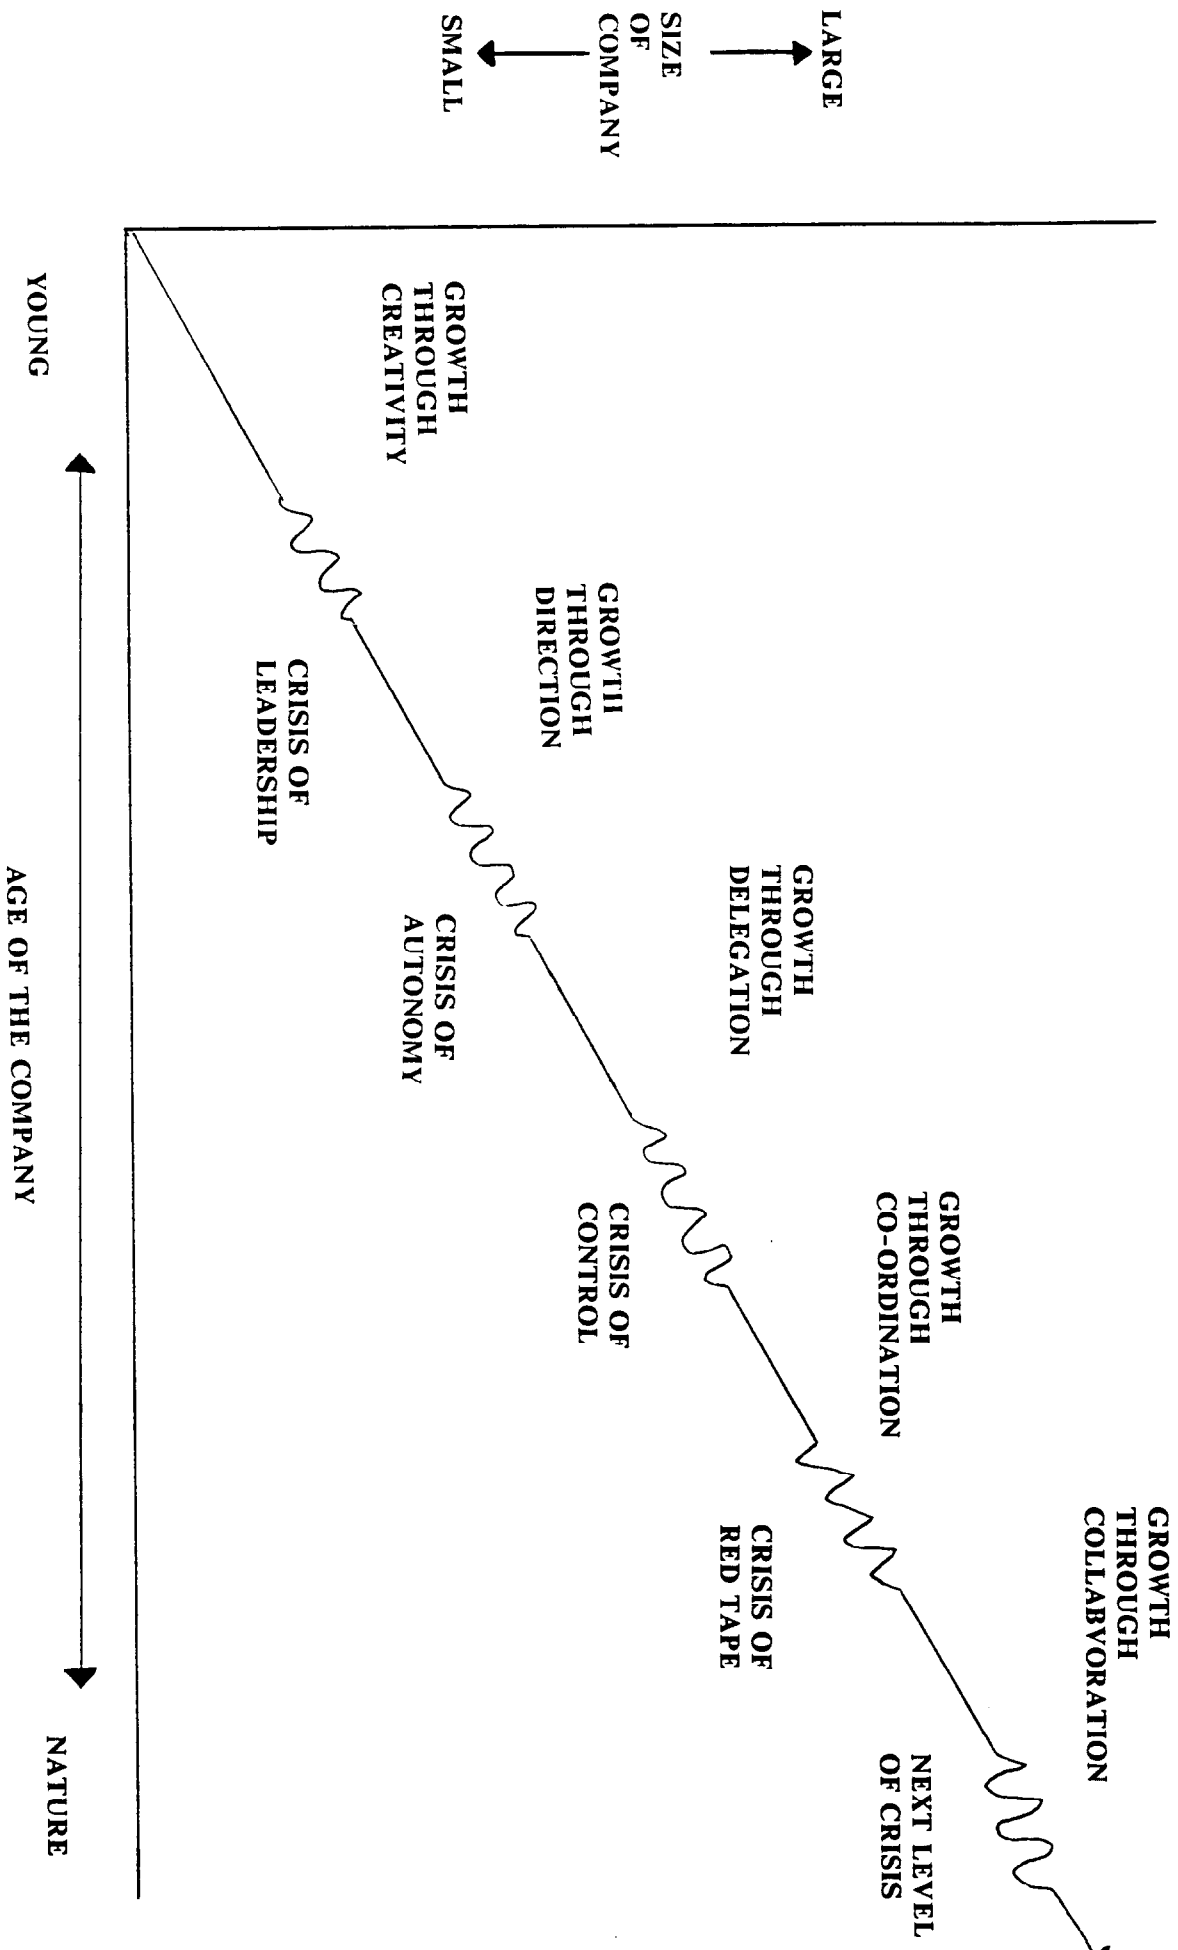 LARGE
SIZE
OF
COMPANY
SMALL
GROWTH
THROUGH
CREATIVITY
GROWTH
THROUGH
DIRECTION
GROWTH
THROUGH
DELEGATION
GROWTH
THROUGH
CO-ORDINATION
GROWTH
THROUGH
COLLABVORATION
CRISIS OF
LEADERSHIP
CRISIS OF
AUTONOMY
CRISIS OF
CONTROL
CRISIS OF
RED TAPE
NEXT LEVEL
OF CRISIS
YOUNG
NATURE
AGE OF THE COMPANY